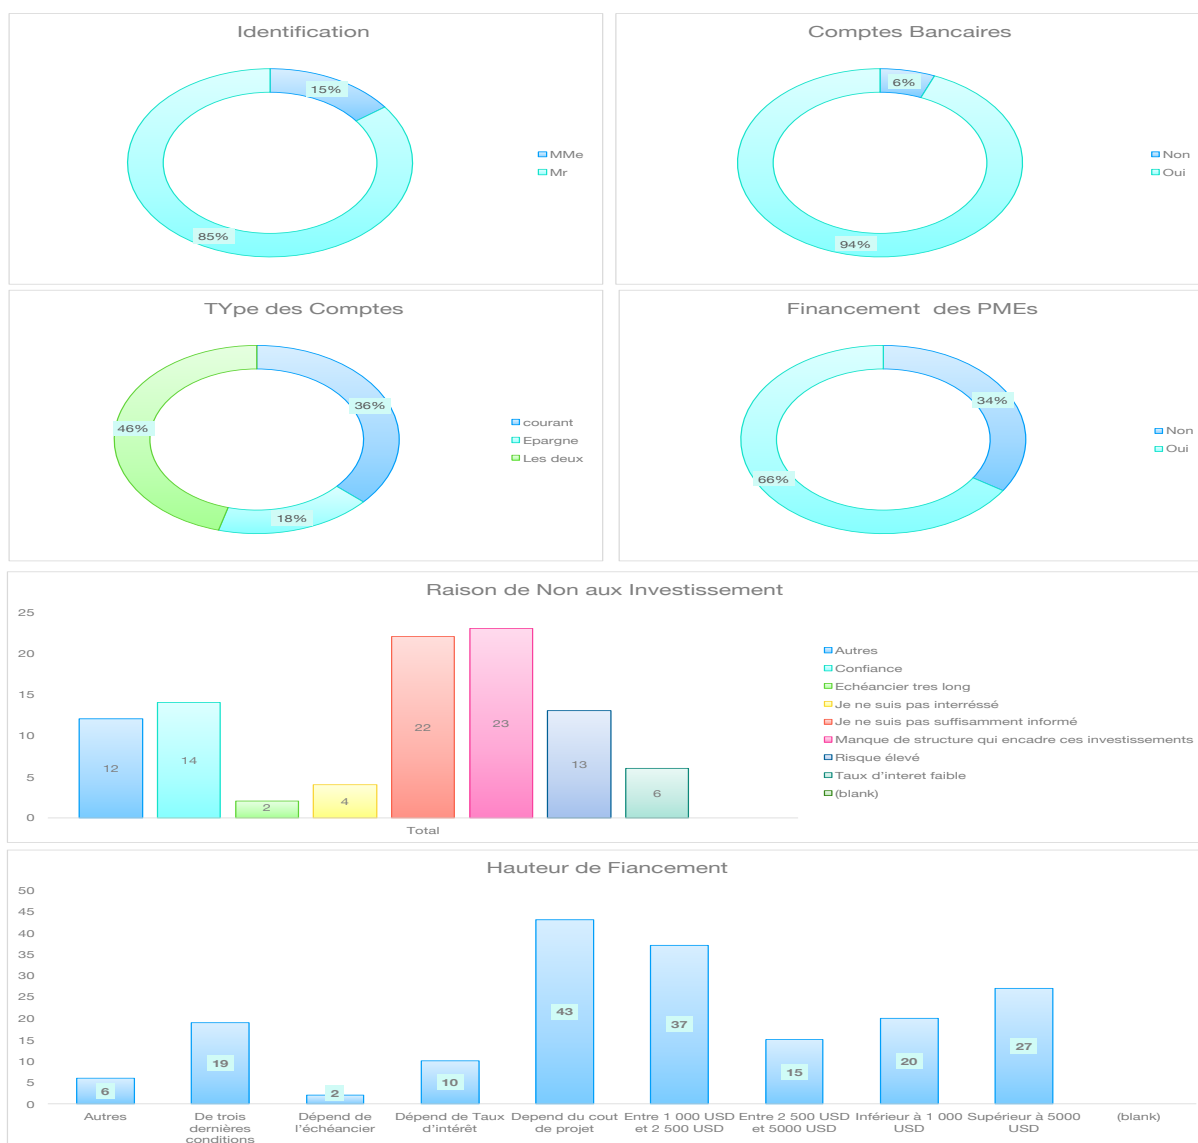 Identification
15%
85%
MMe
Mr
Comptes Bancaires
6%
94%
Non
Oui
TYpe des Comptes
36%
46%
18%
courant
Epargne
Les deux
Financement  des PMEs
34%
66%
Non
Oui
Raison de Non aux Investissement
25
20
15
10
5
0
12
14
2
4
22
23
13
6
Total
Autres
Confiance
Echéancier tres long
Je ne suis pas interréssé
Je ne suis pas suffisamment informé
Manque de structure qui encadre ces investissements
Risque élevé
Taux d'interet faible
(blank)
Hauteur de Fiancement
50
45
40
35
30
25
20
15
10
5
0
6
19
2
10
43
37
15
20
27
Autres
De trois
dernières
conditions
Dépend de
l'échéancier
Dépend de Taux
d'intérêt
Depend du cout
de projet
Entre 1 000 USD
et 2 500 USD
Entre 2 500 USD
et 5000 USD
Inférieur à 1 000
USD
Supérieur à 5000
USD
(blank)